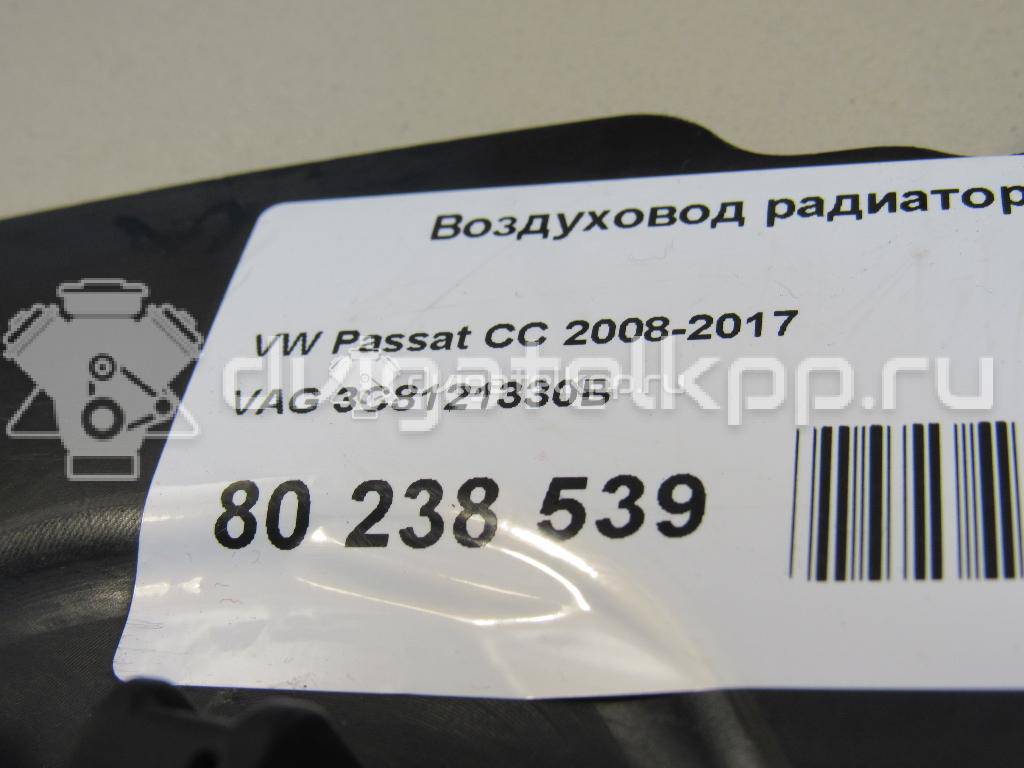 Воздуховод радиатор
VW Passat CC 2008-2017
VAG 3C8121330B
dvigatelkpp.ru
80 238 539